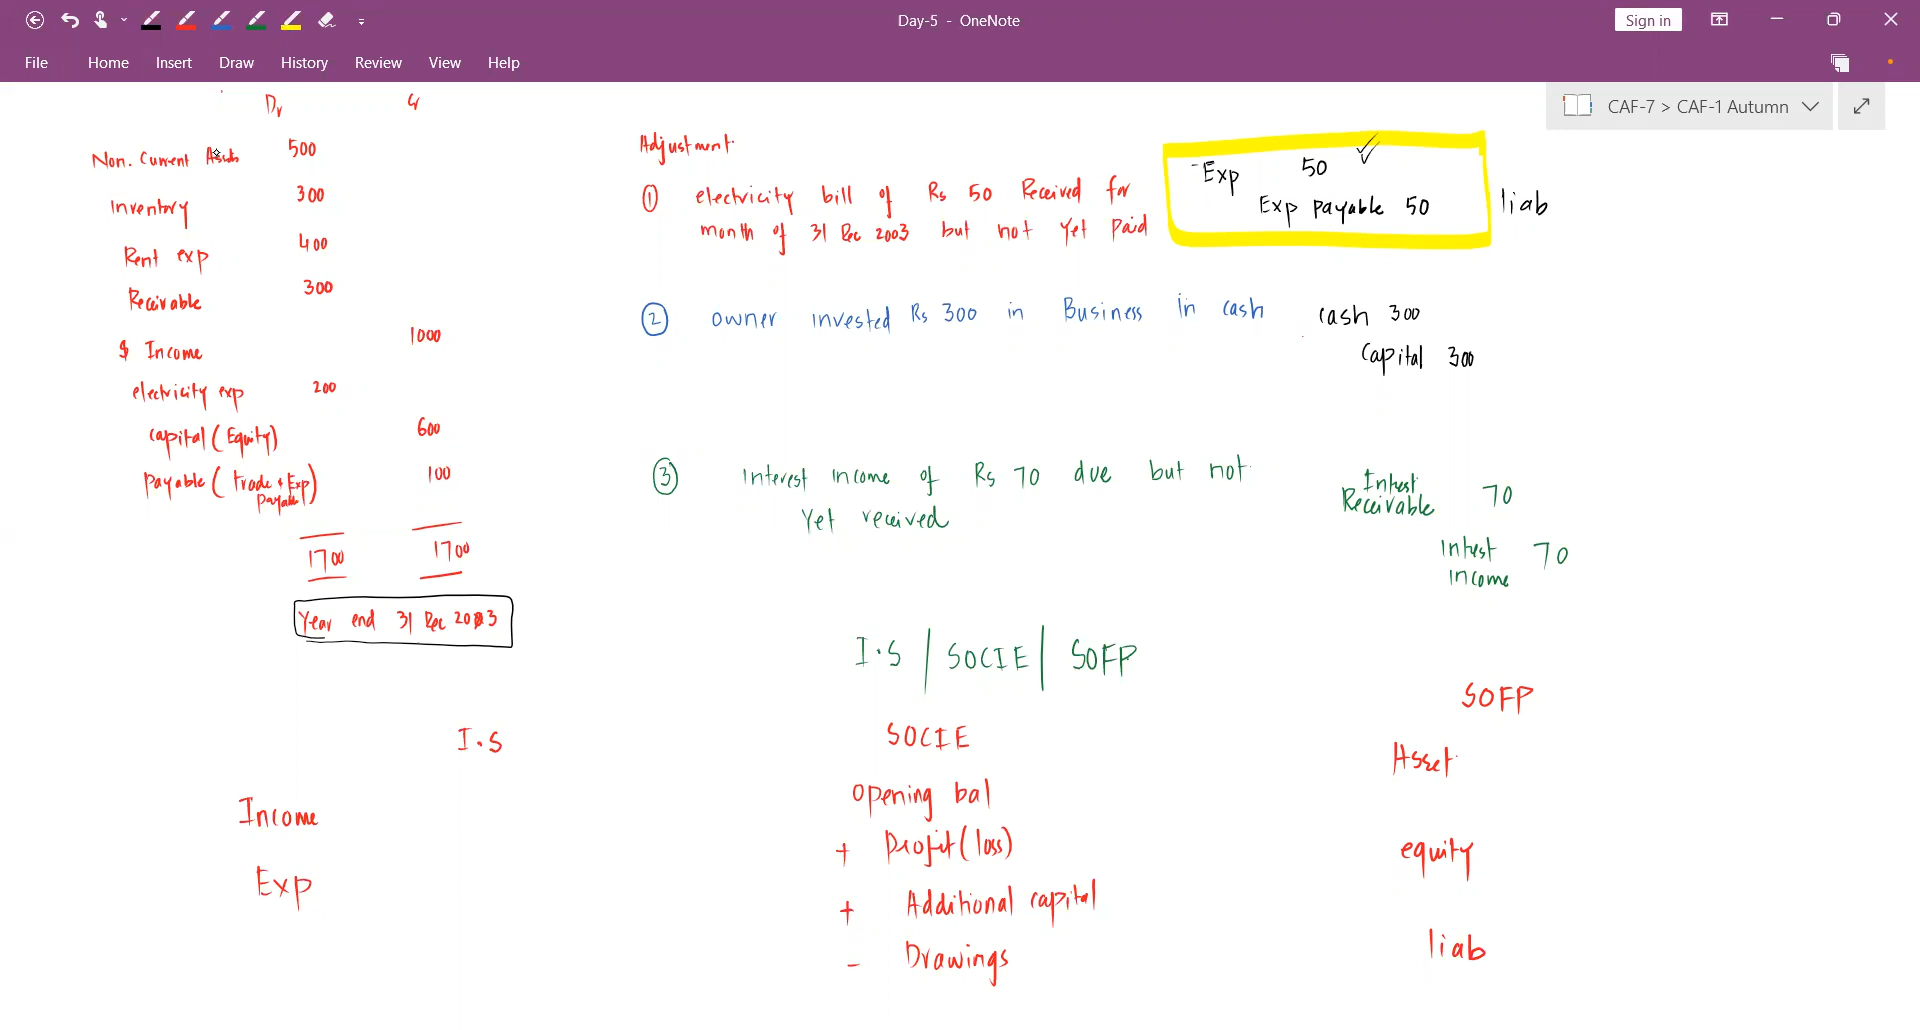 Day-5 - OneNote
Sign in
File Home Insert Draw History Review View Help
CAF-7 > CAF-1 Autumn
Dr Cr
Non. Current Assets 500
Inventory 300
Rent exp 400
Receivable 300
$ Income 1000
electricity exp 200
capital (Equity) 600
payable (trade + Exp payable) 100
1700 1700
Year end 31 Dec 2023
Adjustment
① electricity bill of Rs 50 Received for
month of 31 Dec 2003 but not Yet Paid
Exp 50
Exp payable 50
liab
② owner invested Rs 300 in Business in cash
cash 300
Capital 300
③ Interest income of Rs 70 due but not
Yet received
Intrest
Receivable 70
Intrest
income 70
I.S | SOCIE | SOFP
I.S
Income
Exp
SOCIE
Opening bal
+ Profit (loss)
+ Additional capital
- Drawings
SOFP
Asset
equity
liab